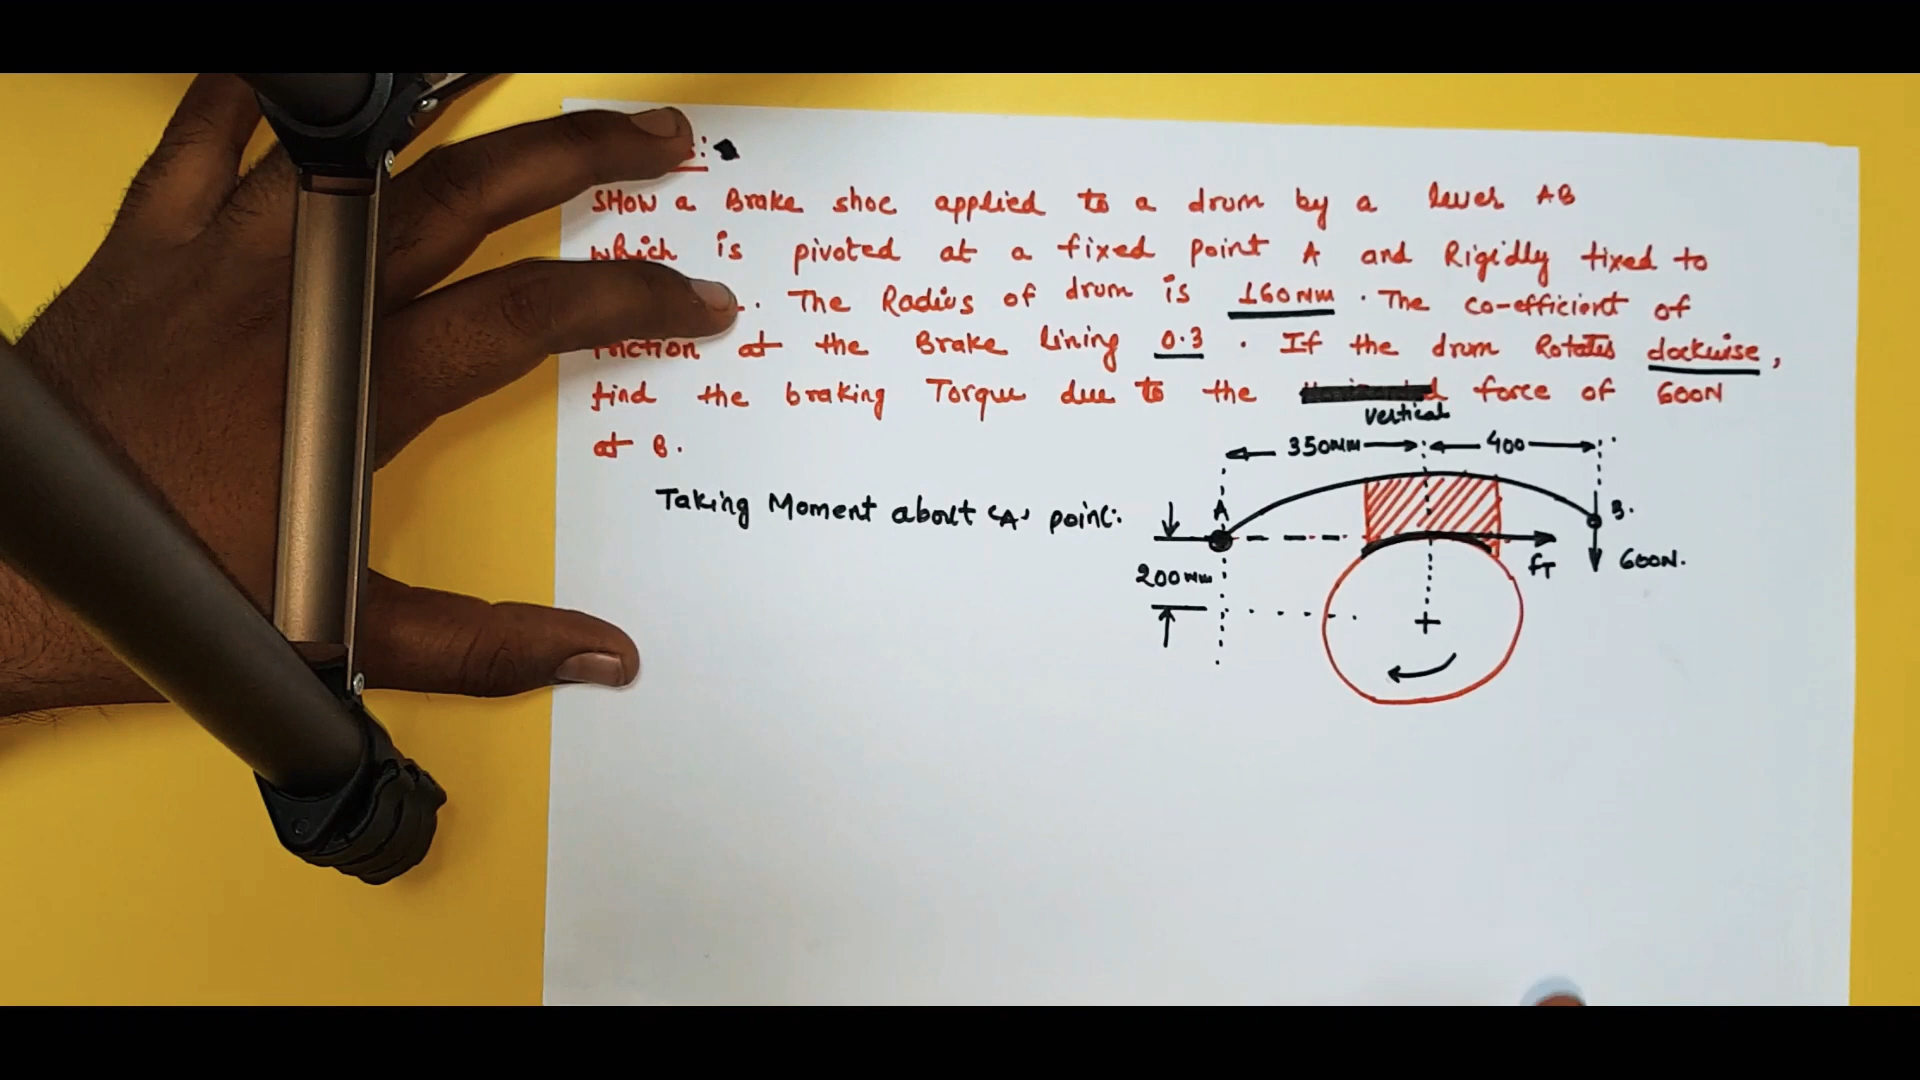 SHow a Brake shoe applied to a drum by a lever AB
which is pivoted at a fixed point A and Rigidly tixed to
. The Radius of drum is 160mm . The co-efficient of
friction at the Brake lining 0.3 . If the drum Rotates clockwise,
find the braking Torque due to the force of 600N
vertical
at B.
350mm 400
Taking Moment about 'A' point:
A
B.
200mm
fT
600N.